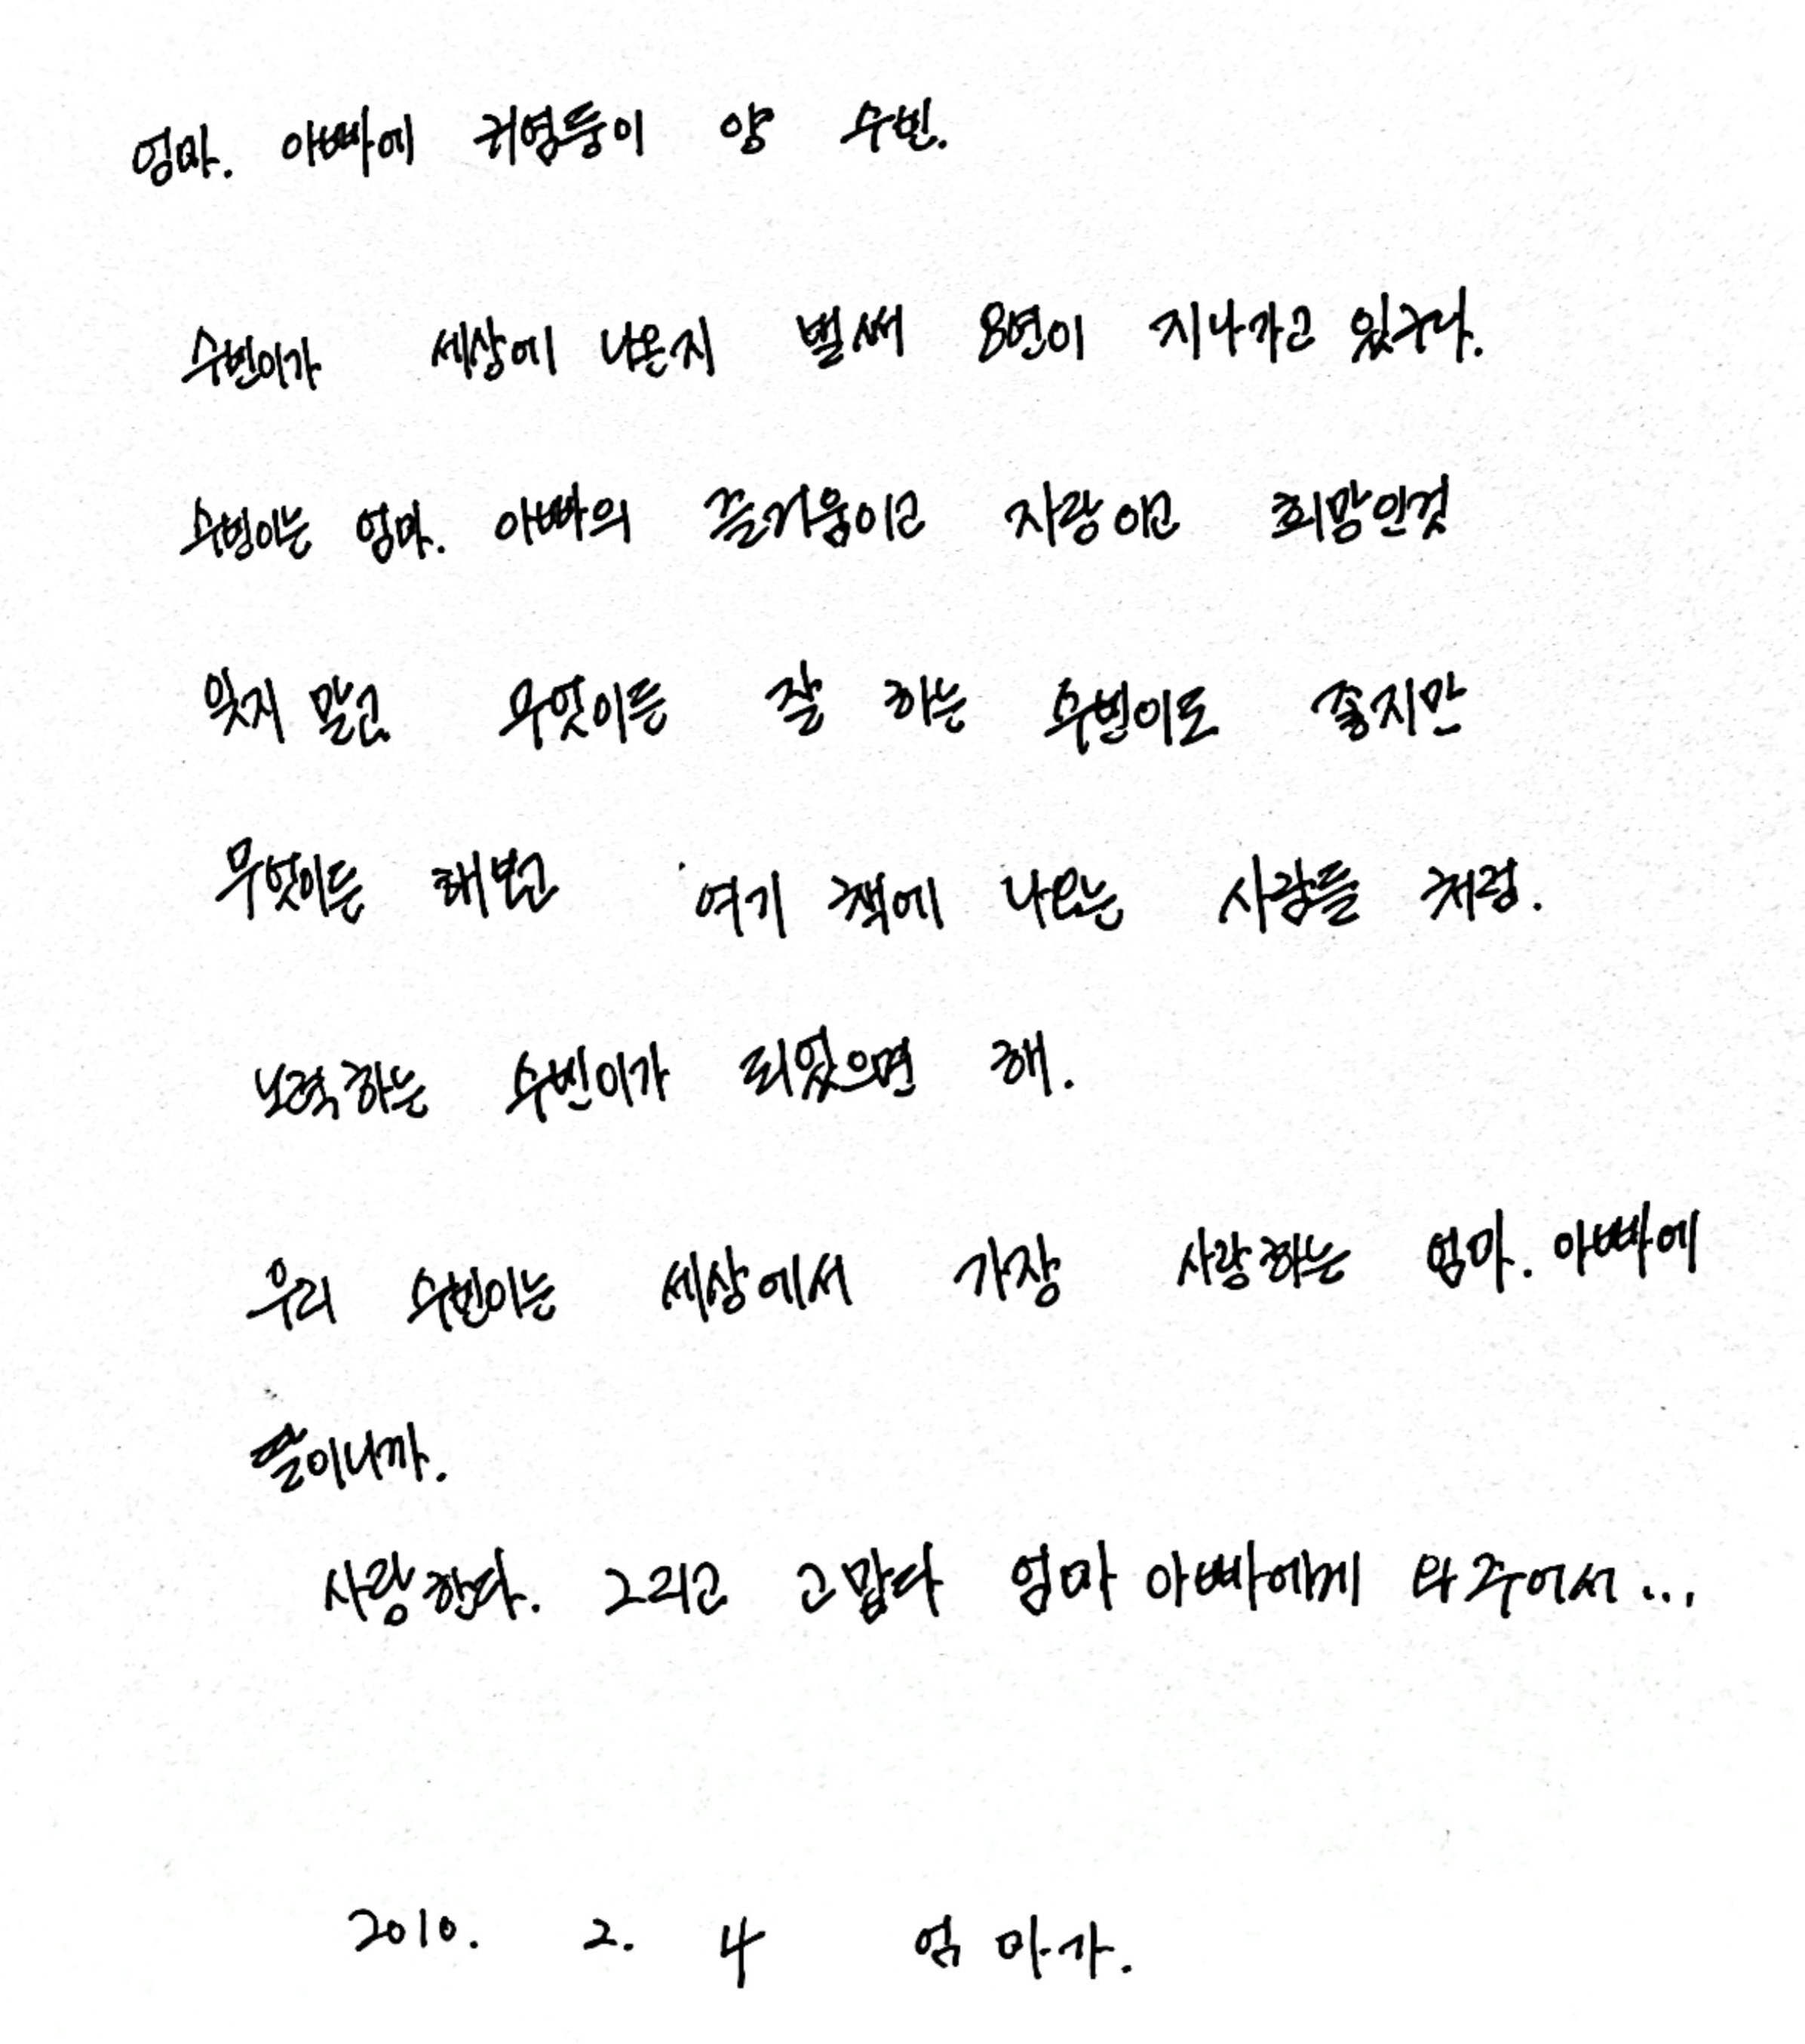 엄마. 아빠에 귀염둥이 양 수빈.
수빈이가 세상에 나온지 벌써 8년이 지나가고 있구나.
수빈이는 엄마. 아빠의 즐거움이고 자랑이고 희망인것
잊지 말고 무엇이든 잘 하는 수빈이도 좋지만
무엇이든 해보고 여기 책에 나오는 사람들 처럼.
노력하는 수빈이가 되었으면 해.
우리 수빈이는 세상에서 가장 사랑하는 엄마. 아빠에
딸이니까.
사랑한다. 그리고 고맙다 엄마 아빠에게 와주어서...
2010. 2. 4 엄마가.